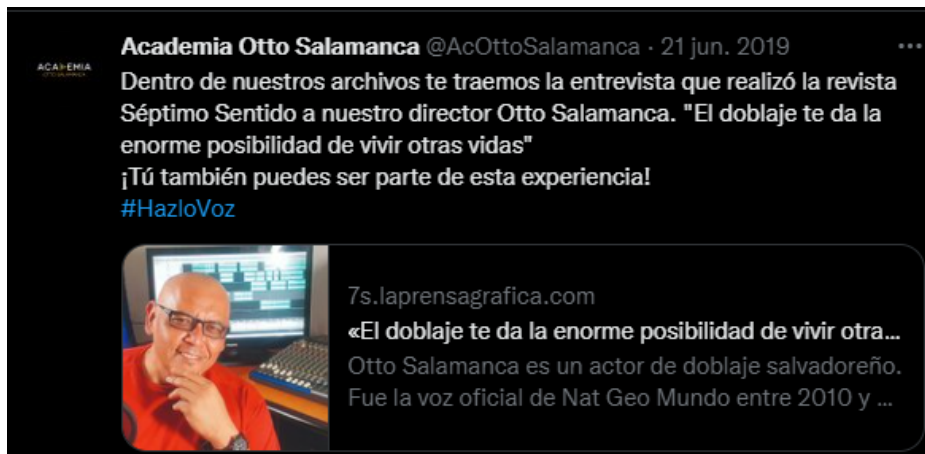 Academia Otto Salamanca @AcOttoSalamanca · 21 jun. 2019
ACADEMIA
OTTO SALAMANCA
Dentro de nuestros archivos te traemos la entrevista que realizó la revista
Séptimo Sentido a nuestro director Otto Salamanca. "El doblaje te da la
enorme posibilidad de vivir otras vidas"
¡Tú también puedes ser parte de esta experiencia!
#HazloVoz
7s.laprensagrafica.com
«El doblaje te da la enorme posibilidad de vivir otra...
Otto Salamanca es un actor de doblaje salvadoreño.
Fue la voz oficial de Nat Geo Mundo entre 2010 y ...